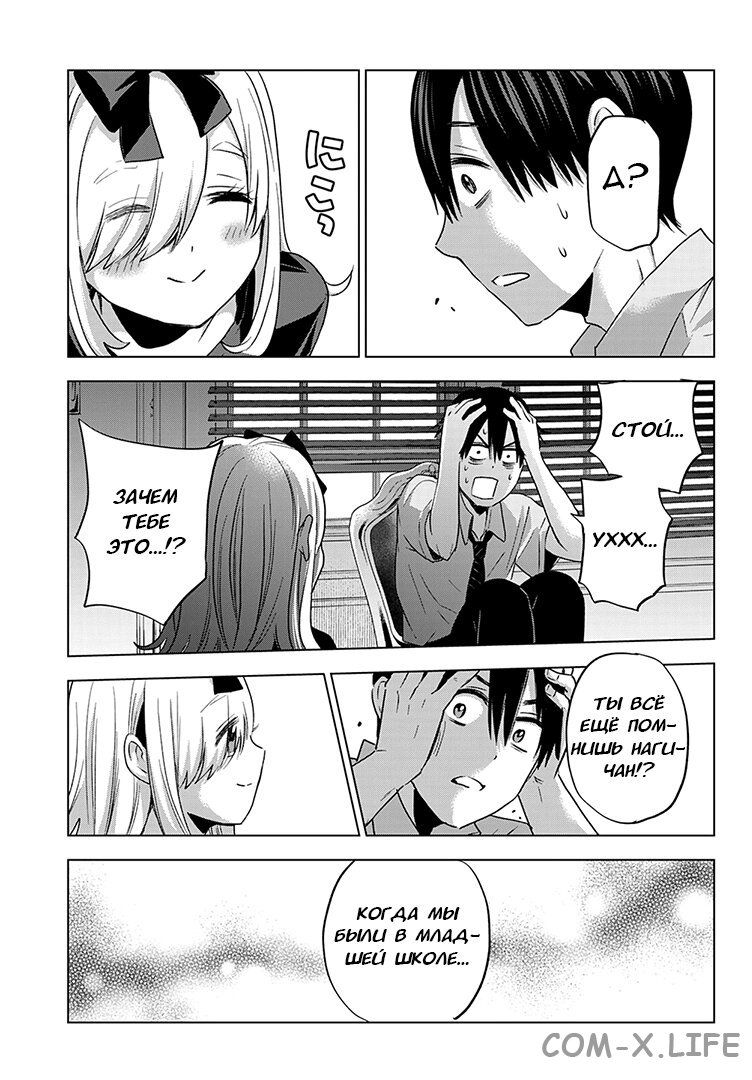 А?
にこっ
СТОЙ...
УХХХ...
ЗАЧЕМ
ТЕБЕ
ЭТО...!?
ТЫ ВСЁ
ЕЩЁ ПОМ-
НИШЬ НАГИ-
ЧАН!?
КОГДА МЫ
БЫЛИ В МЛАД-
ШЕЙ ШКОЛЕ...
COM-X.LIFE